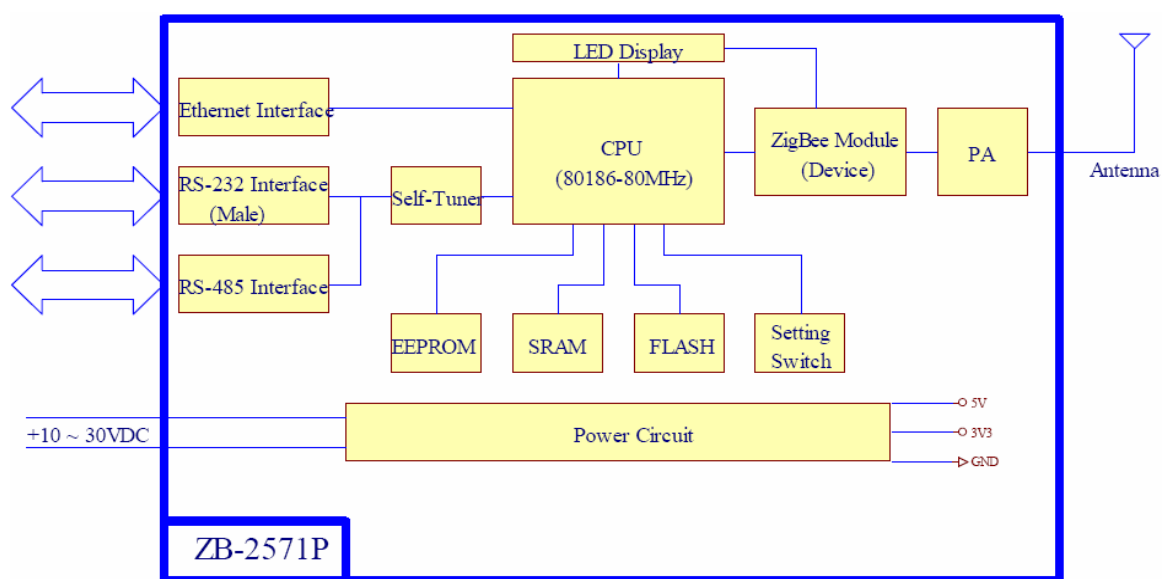 LED Display
Ethernet Interface
CPU
(80186-80MHz)
ZigBee Module
(Device)
PA
Antenna
RS-232 Interface
(Male)
Self-Tuner
RS-485 Interface
EEPROM
SRAM
FLASH
Setting
Switch
+10 ~ 30VDC
Power Circuit
5V
3V3
GND
ZB-2571P